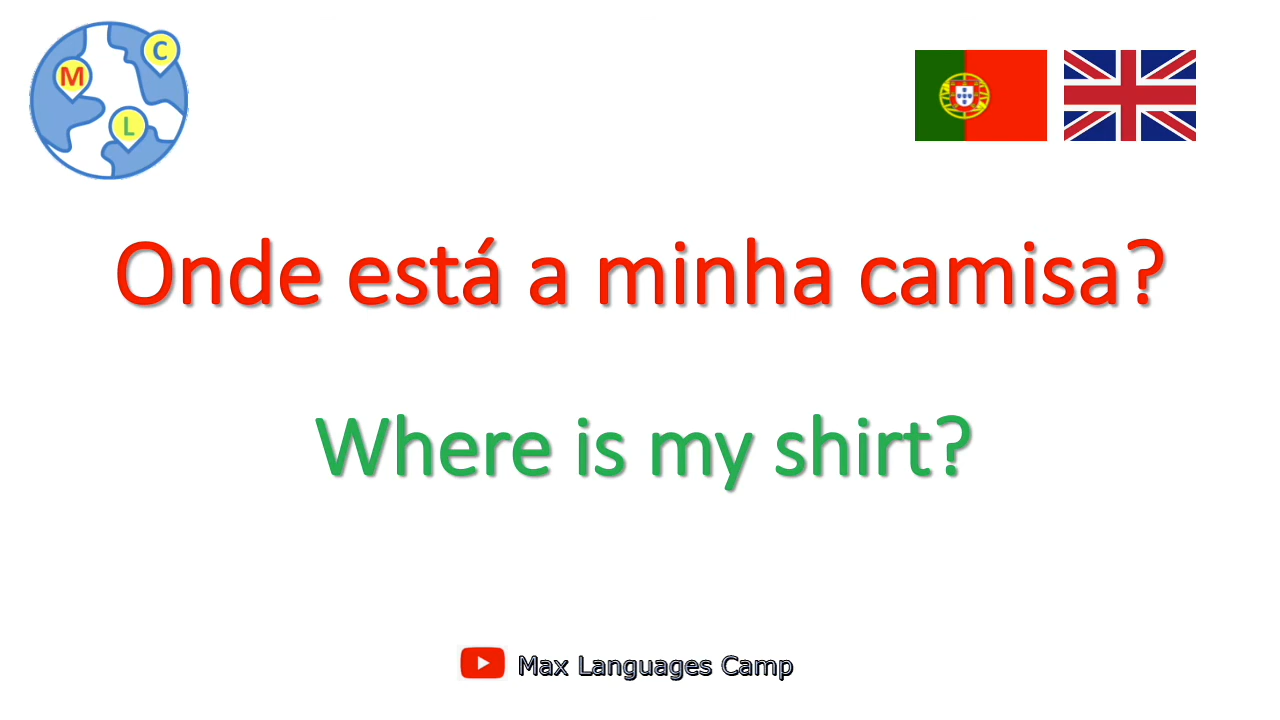 C
M
L
Onde está a minha camisa?
Where is my shirt?
Max Languages Camp